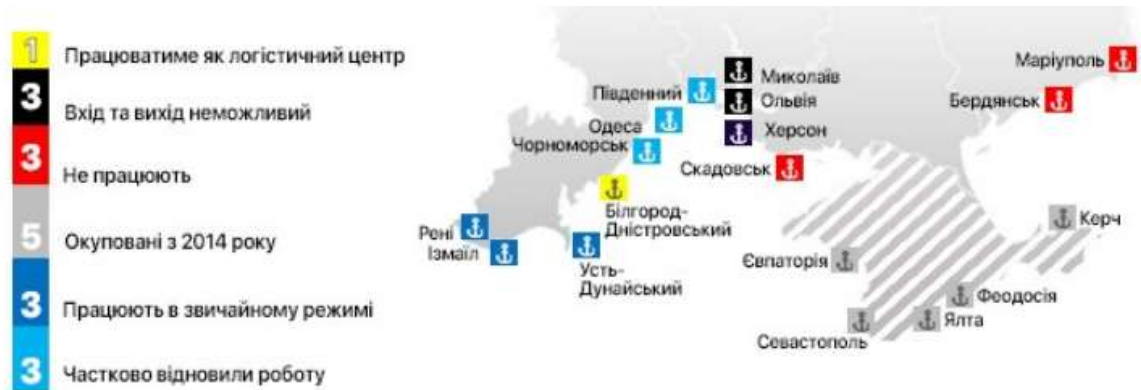 1 Працюватиме як логістичний центр
3 Вхід та вихід неможливий
3 Не працюють
5 Окуповані з 2014 року
3 Працюють в звичайному режимі
3 Частково відновили роботу
Маріуполь
Бердянськ
Миколаїв
Ольвія
Херсон
Південний
Одеса
Чорноморськ
Скадовськ
Білгород-
Дністровський
Рені
Ізмаїл
Усть-
Дунайський
Керч
Євпаторія
Феодосія
Ялта
Севастополь